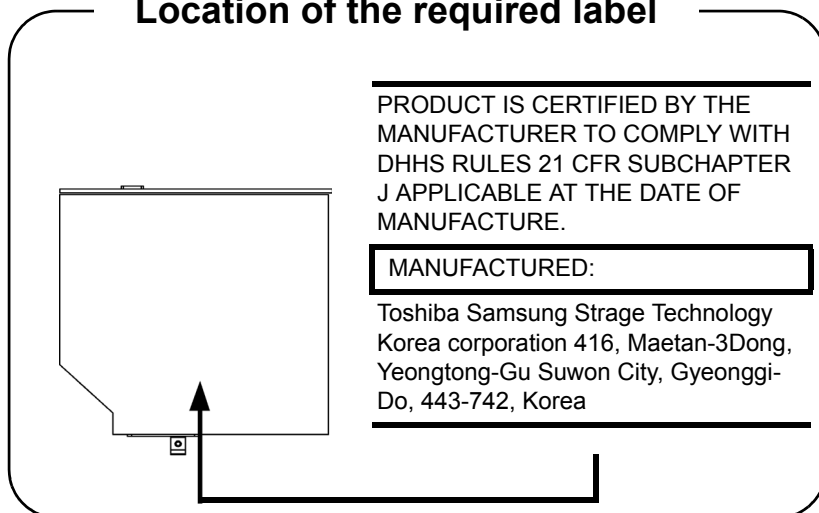 Location of the required label
PRODUCT IS CERTIFIED BY THE
MANUFACTURER TO COMPLY WITH
DHHS RULES 21 CFR SUBCHAPTER
J APPLICABLE AT THE DATE OF
MANUFACTURE.
MANUFACTURED:
Toshiba Samsung Strage Technology
Korea corporation 416, Maetan-3Dong,
Yeongtong-Gu Suwon City, Gyeonggi-
Do, 443-742, Korea